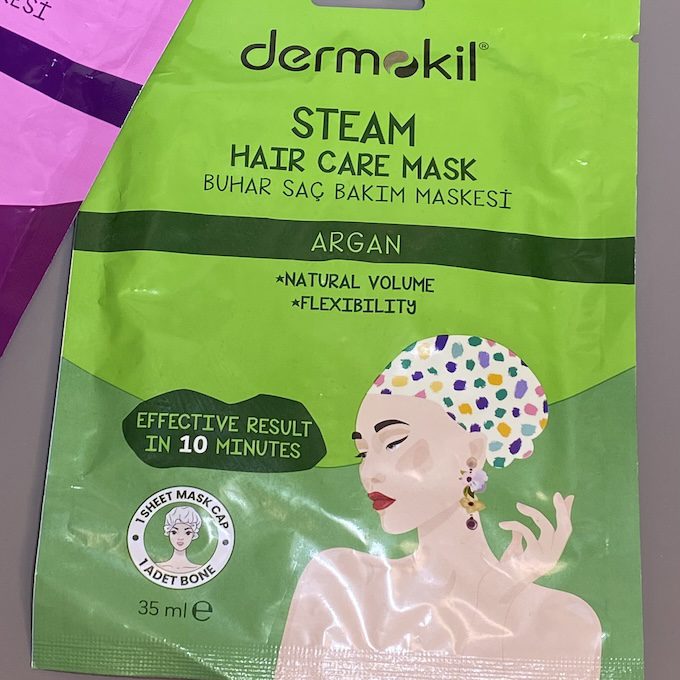 dermokil®
STEAM
HAIR CARE MASK
BUHAR SAÇ BAKIM MASKESİ
ARGAN
*NATURAL VOLUME
*FLEXIBILITY
EFFECTIVE RESULT
IN 10 MINUTES
1 SHEET MASK CAP
1 ADET BONE
35 ml ℮